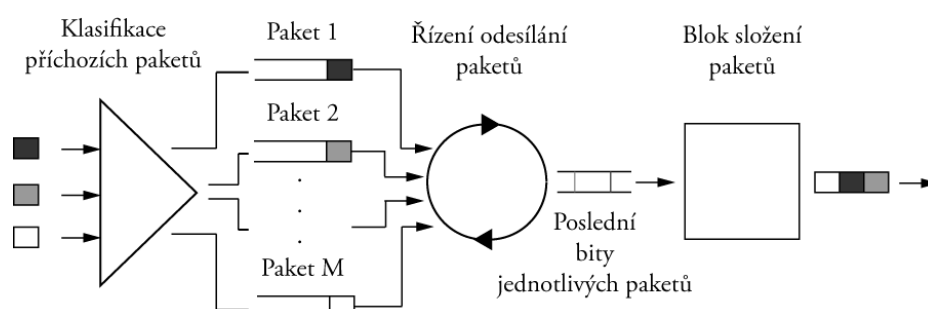 Klasifikace
příchozích paketů
Paket 1
Paket 2
Paket M
Řízení odesílání
paketů
Poslední
bity
jednotlivých paketů
Blok složení
paketů